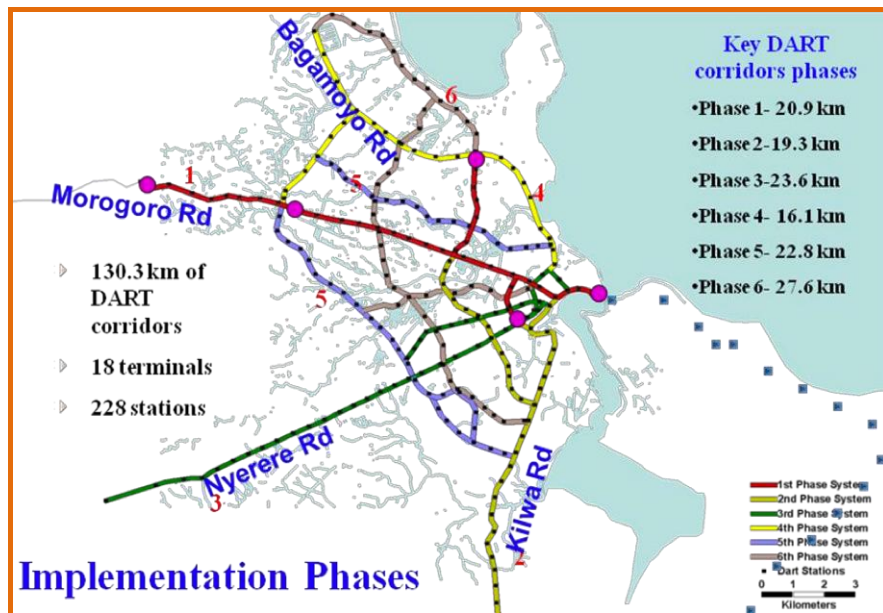 Key DART
corridors phases
•Phase 1- 20.9 km
•Phase 2-19.3 km
•Phase 3-23.6 km
•Phase 4- 16.1 km
•Phase 5- 22.8 km
•Phase 6- 27.6 km
Bagamoyo Rd
6
1
5
4
Morogoro Rd
130.3 km of
DART
corridors
18 terminals
228 stations
5
Nyerere Rd
3
Kilwa Rd
2
1st Phase System
2nd Phase System
3rd Phase System
4th Phase System
5th Phase System
6th Phase System
Dart Stations
0 1 2 3
Kilometers
Implementation Phases